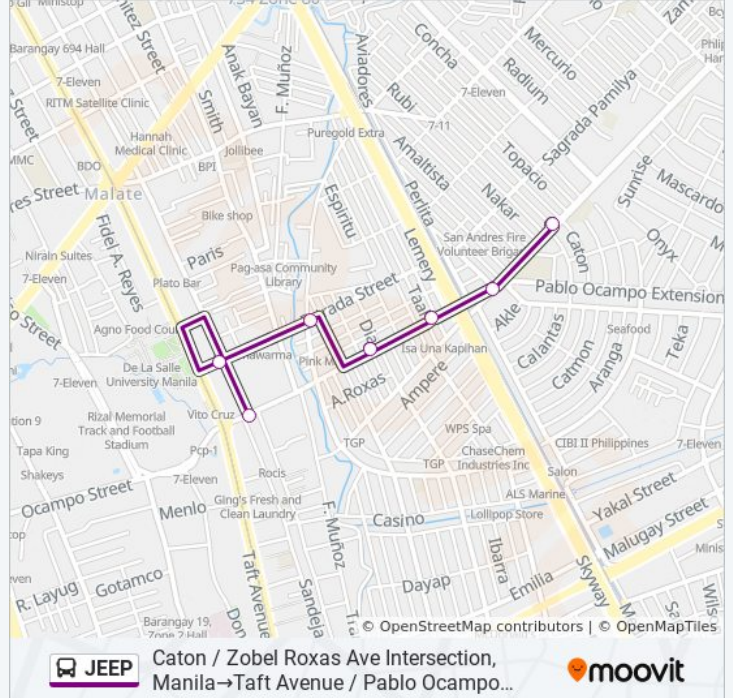 Gil
Puyat
Barangay 694 Hall
Anak Bayan
F. Muñoz
Aviadores
Concha
Mercurio
Radium
7-Eleven
RITM Satellite Clinic
Smith
Rubi
7-Eleven
Sagrada Pamilya
Puregold Extra
7-11
Hannah
Medical Clinic
Jollibee
BDO
BPI
Amaltista
Topacio
Malate
Perlita
Nakar
Sunrise
Mascardo
Espiritu
Bike shop
Fidel A. Reyes
Paris
Lemery
San Andres Fire
Volunteer Brigade
Caton
Onyx
Nirain Suites
7-Eleven
Pag-asa Community
Library
Plato Bar
Pablo Ocampo Extension
Akle
Agno Food Court
Isa Una Kapihan
Seafood
Teka
Calantas
Catmon
Aranga
De La Salle
University Manila
7-Eleven
A.Roxas
Ampere
Vito Cruz
Rizal Memorial
Track and Football
Stadium
Tapa King
Shakeys
Pcp-1
7-Eleven
TGP
WPS Spa
CIBI II Philippines
7-Eleven
TGP
ChaseChem
Industries Inc
Salon
Rocis
Ocampo Street
Menlo
Ging's Fresh and
Clean Laundry
ALS Marine
Yakal Street
Lollipop Store
Casino
F. Muñoz
Malugay Street
Ibarra
Taft Avenue
Sandeja
Dayap
Emilia
Skyway
R. Layug
Gotamco
Barangay 19,
Zone 2 Hall
© OpenStreetMap contributors | © OpenMapTiles
JEEP
Caton / Zobel Roxas Ave Intersection,
Manila→Taft Avenue / Pablo Ocampo…
moovit